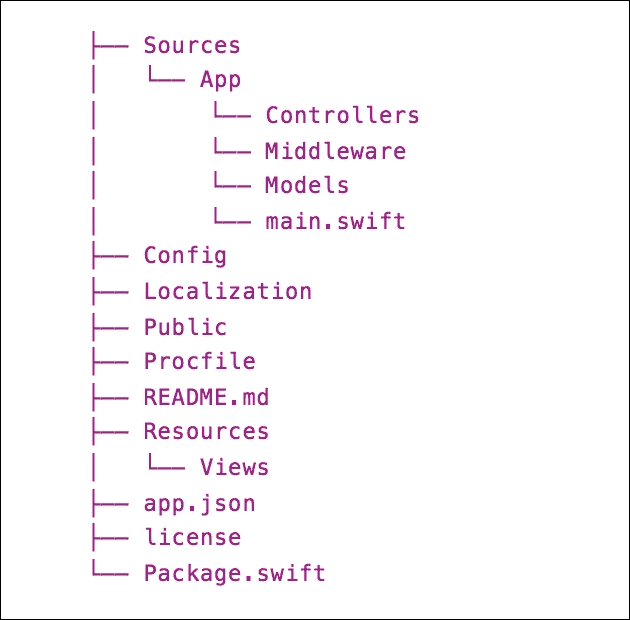 ├── Sources
│   └── App
│        └── Controllers
│        └── Middleware
│        └── Models
│        └── main.swift
├── Config
├── Localization
├── Public
├── Procfile
├── README.md
├── Resources
│   └── Views
├── app.json
├── license
└── Package.swift